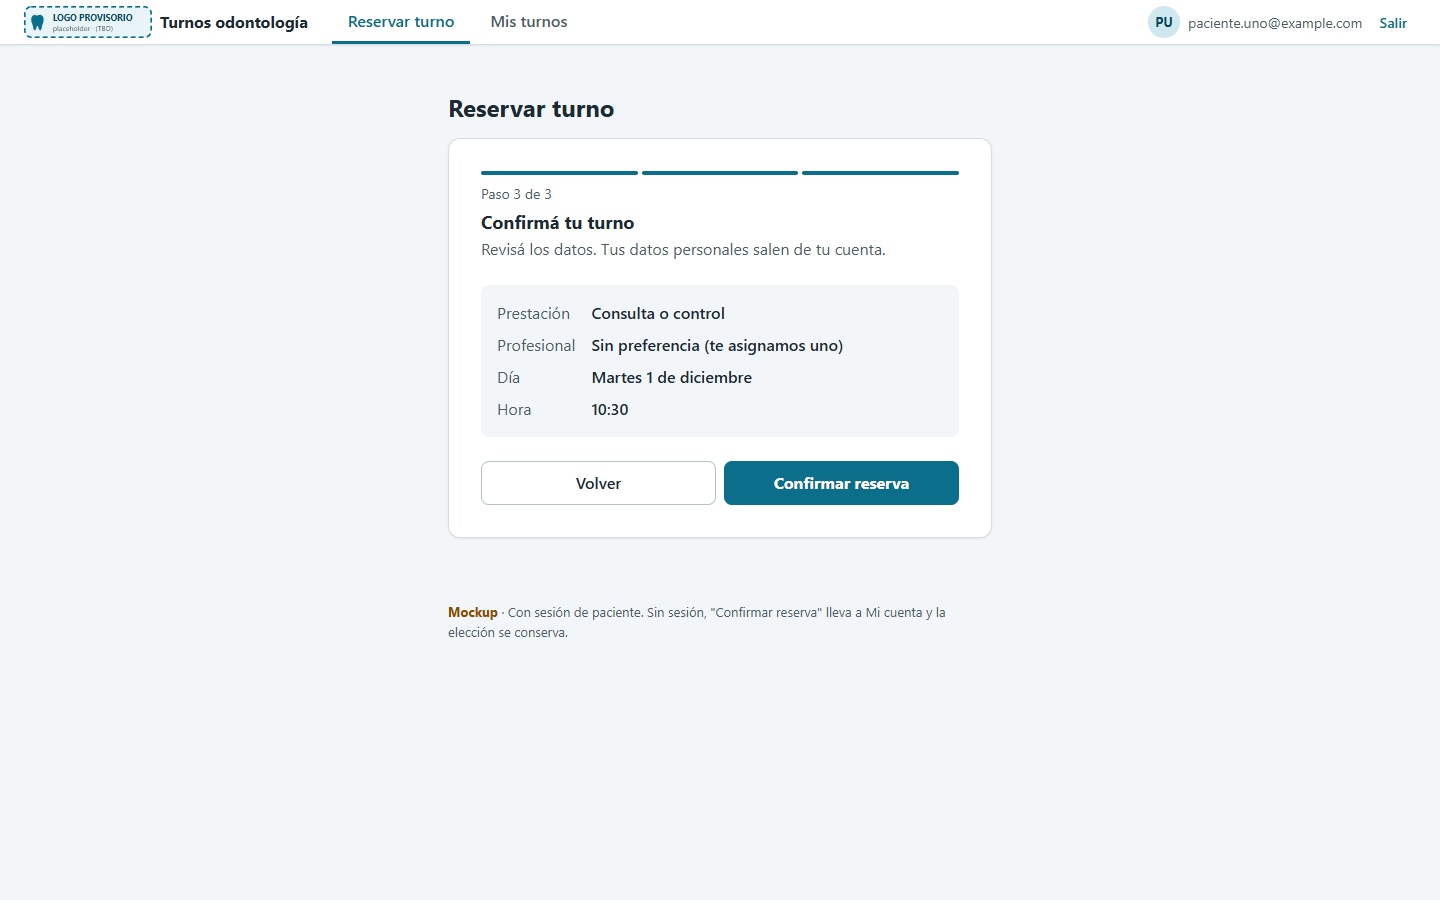 LOGO PROVISORIO
placeholder · (TBD)
Turnos odontología
Reservar turno
Mis turnos
PU
paciente.uno@example.com
Salir
Reservar turno
Paso 3 de 3
Confirmá tu turno
Revisá los datos. Tus datos personales salen de tu cuenta.
Prestación Consulta o control
Profesional Sin preferencia (te asignamos uno)
Día Martes 1 de diciembre
Hora 10:30
Volver
Confirmar reserva
Mockup · Con sesión de paciente. Sin sesión, "Confirmar reserva" lleva a Mi cuenta y la
elección se conserva.